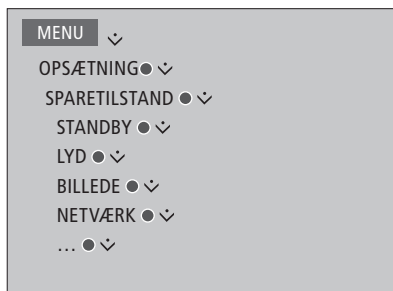 MENU
OPSÆTNING
SPARETILSTAND
STANDBY
LYD
BILLEDE
NETVÆRK
…